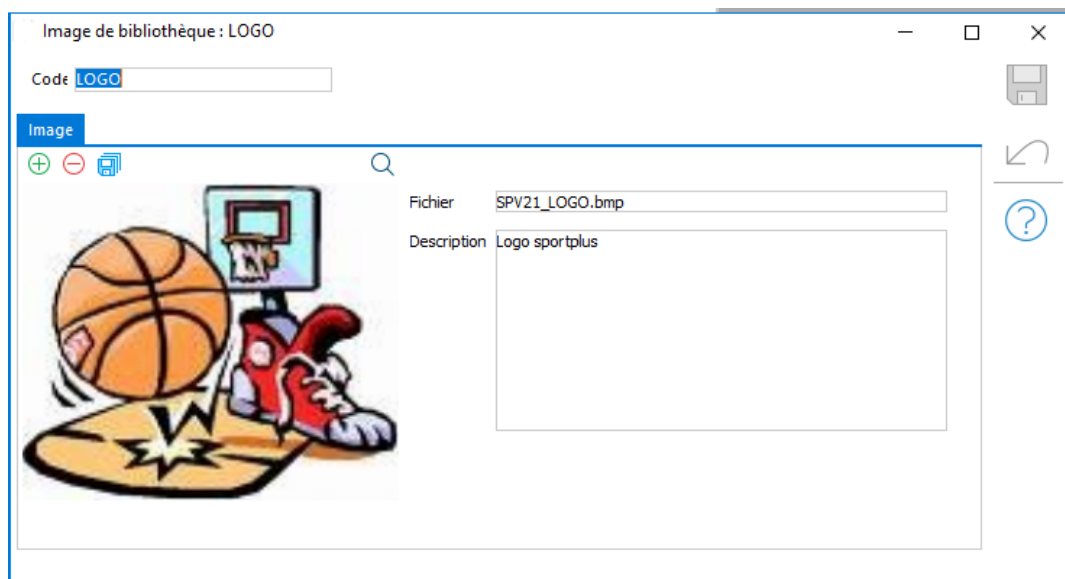 Image de bibliothèque : LOGO
Code LOGO
Image
Fichier SPV21_LOGO.bmp
Description Logo sportplus